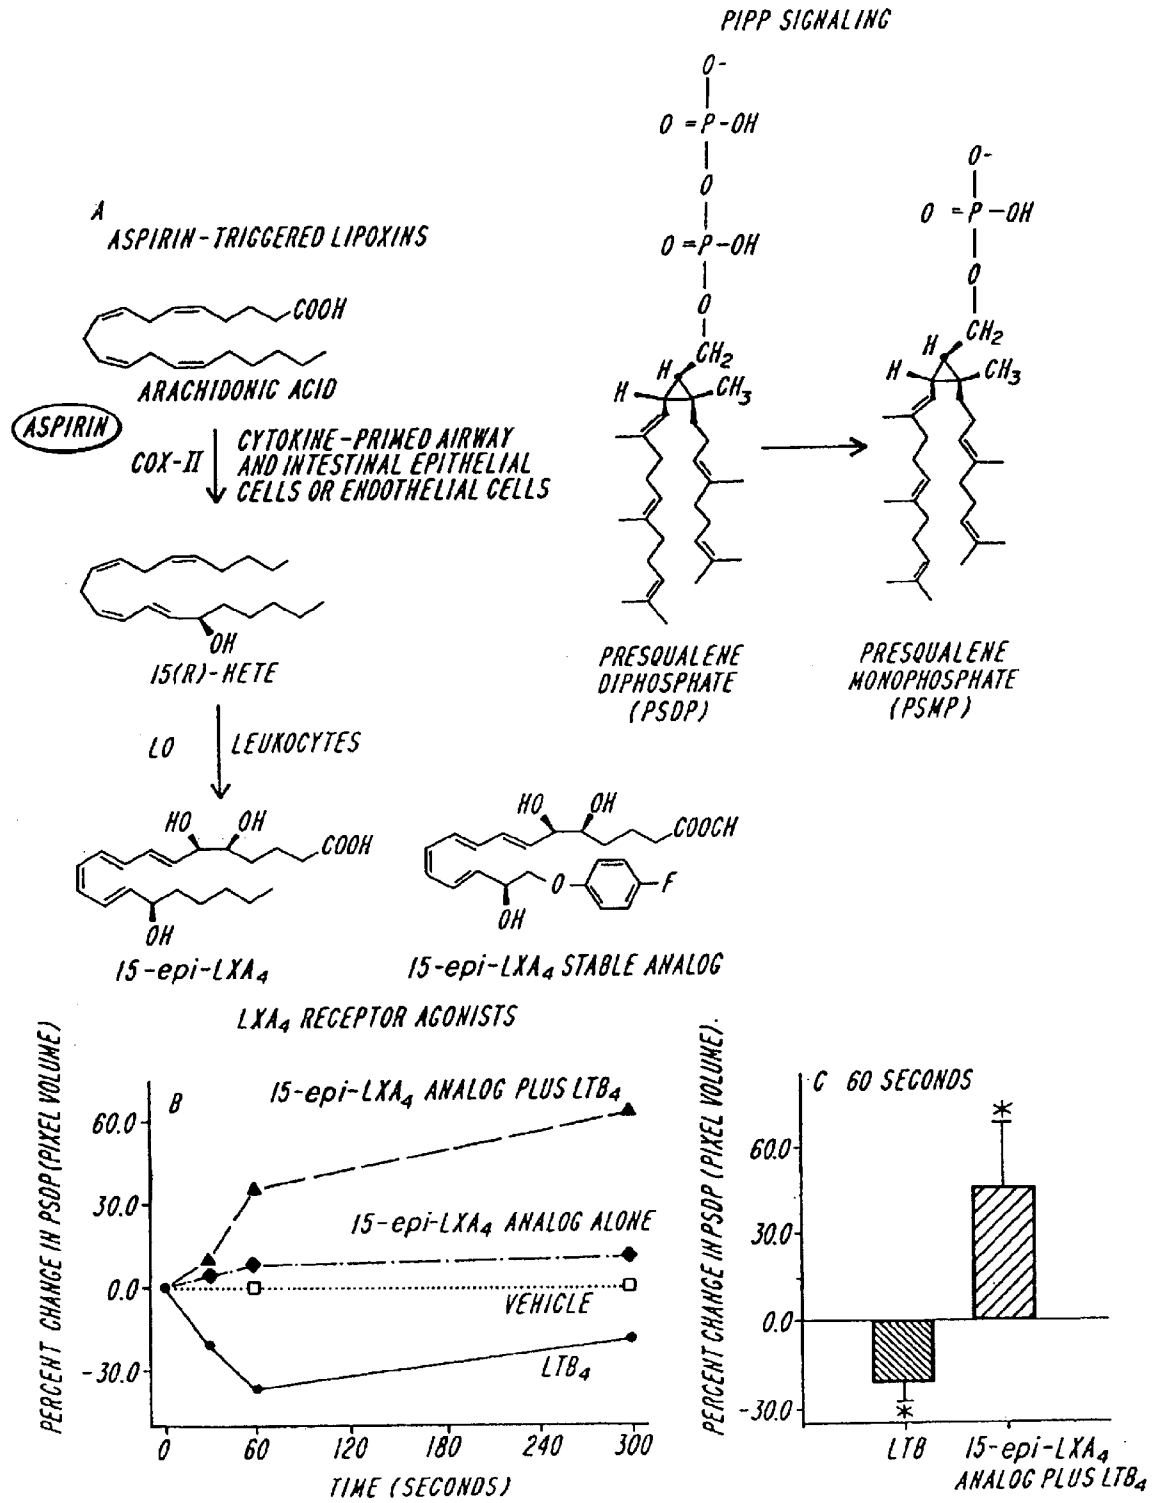 PIPP SIGNALING
O-
O=P-OH
O
O=P-OH
O
CH2
H
H
CH3
O-
O=P-OH
O
CH2
H
H
CH3
PRESQUALENE
DIPHOSPHATE
(PSDP)
PRESQUALENE
MONOPHOSPHATE
(PSMP)
A
ASPIRIN-TRIGGERED LIPOXINS
COOH
ARACHIDONIC ACID
ASPIRIN
COX-II
CYTOKINE-PRIMED AIRWAY
AND INTESTINAL EPITHELIAL
CELLS OR ENDOTHELIAL CELLS
OH
15(R)-HETE
LO
LEUKOCYTES
HO OH
COOH
OH
15-epi-LXA4
HO OH
COOCH
O
F
OH
15-epi-LXA4 STABLE ANALOG
LXA4 RECEPTOR AGONISTS
PERCENT CHANGE IN PSDP (PIXEL VOLUME)
B
15-epi-LXA4 ANALOG PLUS LTB4
60.0
30.0
15-epi-LXA4 ANALOG ALONE
0.0
VEHICLE
-30.0
LTB4
0 60 120 180 240 300
TIME (SECONDS)
PERCENT CHANGE IN PSDP (PIXEL VOLUME).
C 60 SECONDS
*
60.0
30.0
0.0
-30.0
*
LTB
15-epi-LXA4
ANALOG PLUS LTB4